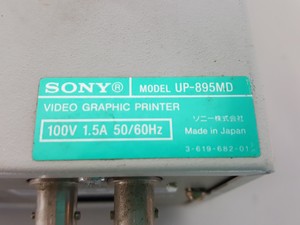 SONY® MODEL UP-895MD
VIDEO GRAPHIC PRINTER
100V 1.5A 50/60Hz
ソニー株式会社
Made in Japan
3-619-682-01